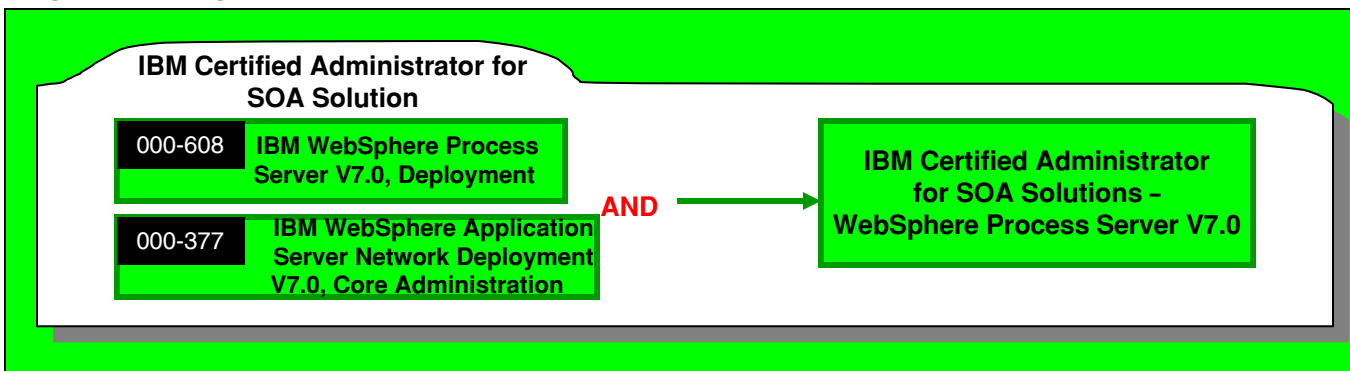 IBM Certified Administrator for
SOA Solution
000-608
IBM WebSphere Process
Server V7.0, Deployment
000-377
IBM WebSphere Application
Server Network Deployment
V7.0, Core Administration
AND
IBM Certified Administrator
for SOA Solutions –
WebSphere Process Server V7.0